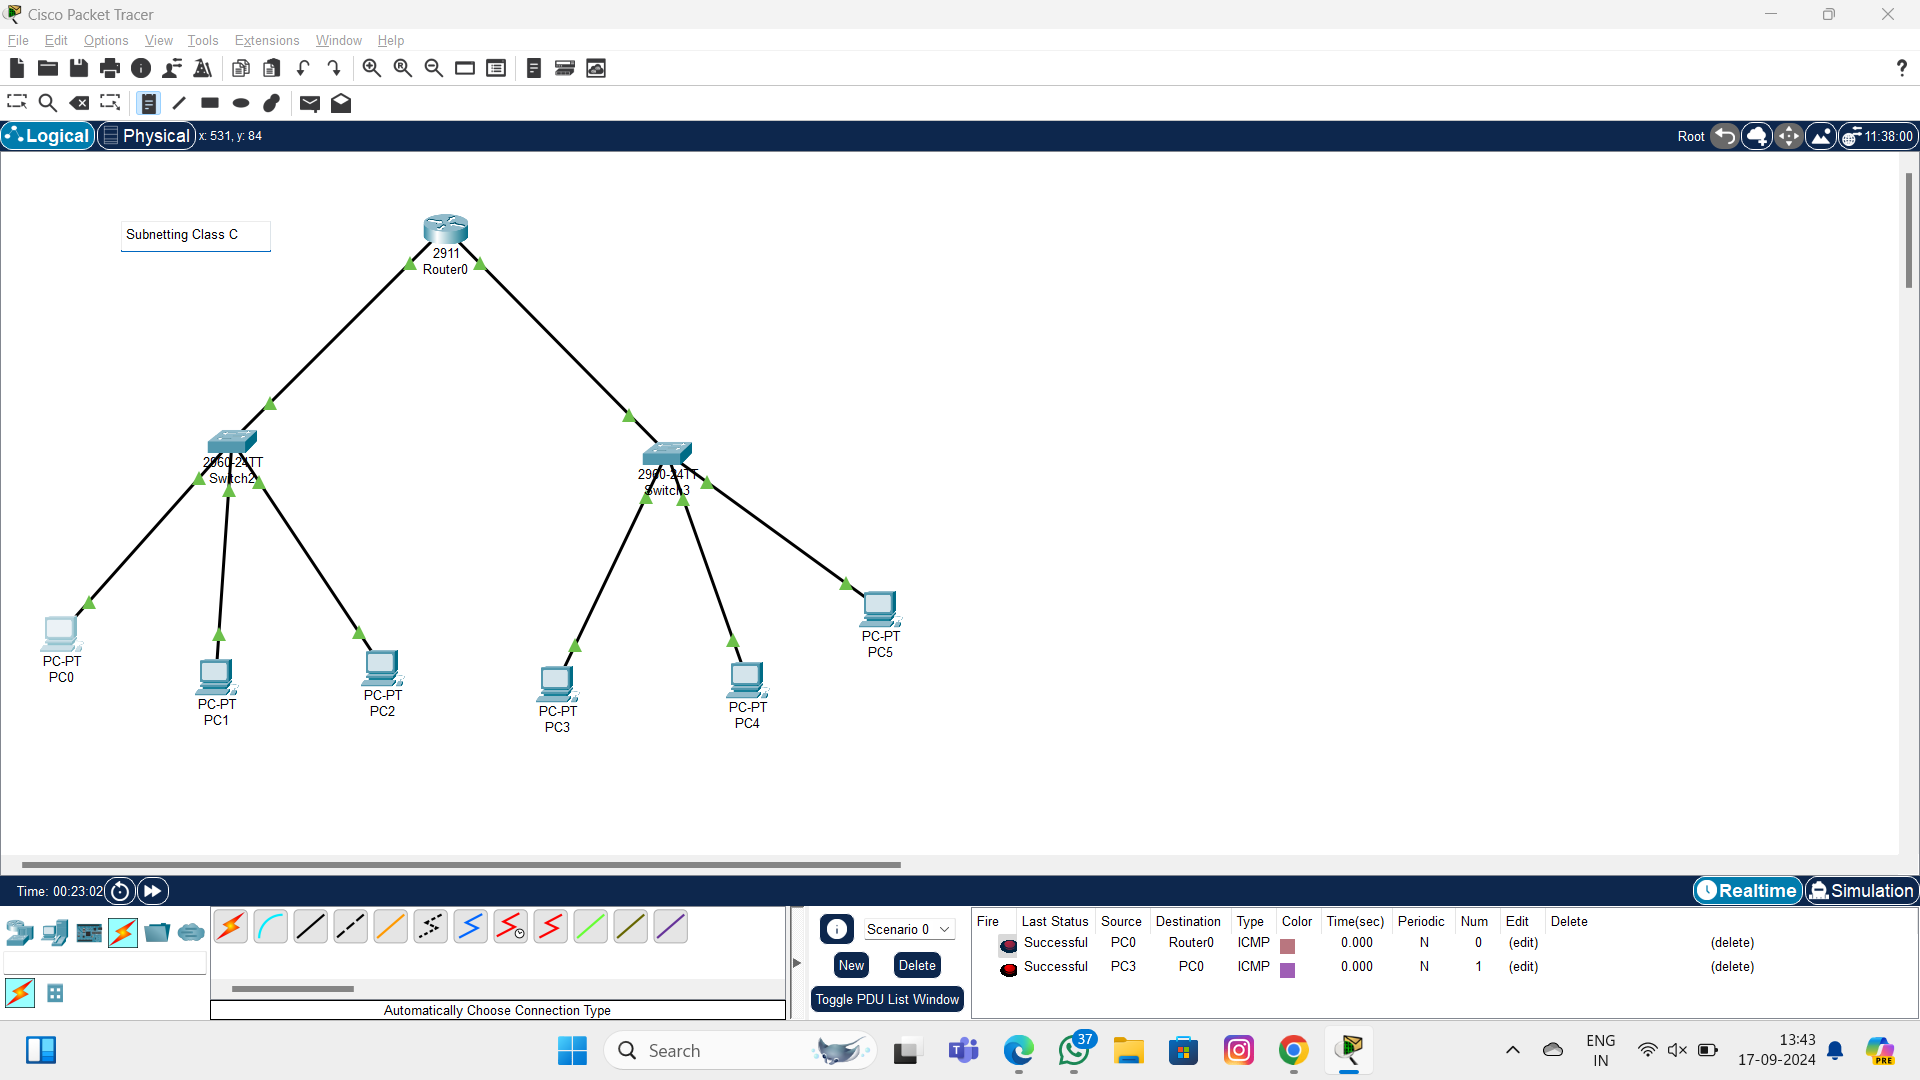 Cisco Packet Tracer
File Edit Options View Tools Extensions Window Help
?
Logical Physical x: 531, y: 84 Root 11:38:00
Subnetting Class C
2911
Router0
2960-24TT
Switch2
2960-24TT
Switch3
PC-PT
PC0
PC-PT
PC1
PC-PT
PC2
PC-PT
PC3
PC-PT
PC4
PC-PT
PC5
Time: 00:23:02 Realtime Simulation
Scenario 0
New Delete
Toggle PDU List Window
Automatically Choose Connection Type
Fire Last Status Source Destination Type Color Time(sec) Periodic Num Edit Delete
Successful PC0 Router0 ICMP 0.000 N 0 (edit) (delete)
Successful PC3 PC0 ICMP 0.000 N 1 (edit) (delete)
Search
37
ENG
IN
13:43
17-09-2024
PRE